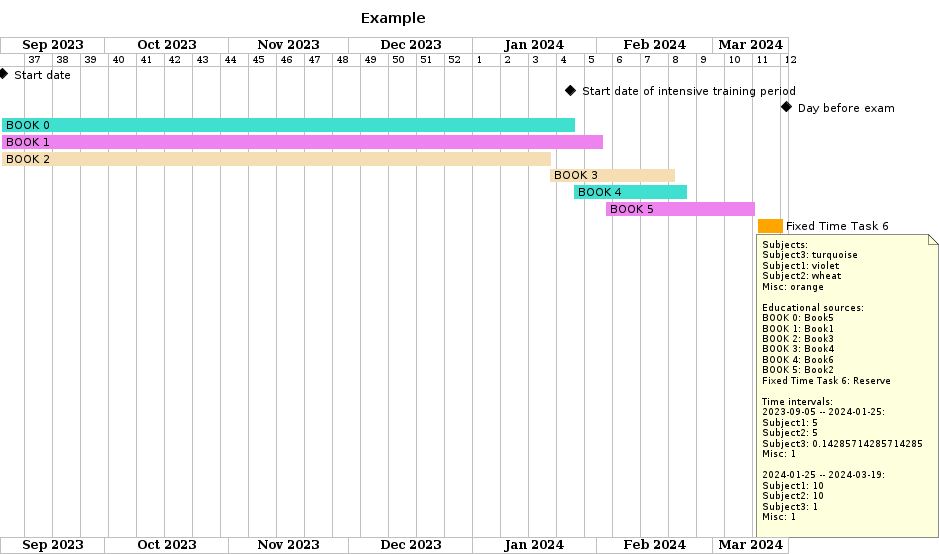 Example
Sep 2023 Oct 2023 Nov 2023 Dec 2023 Jan 2024 Feb 2024 Mar 2024
37 38 39 40 41 42 43 44 45 46 47 48 49 50 51 52 1 2 3 4 5 6 7 8 9 10 11 12
Start date
Start date of intensive training period
Day before exam
BOOK 0
BOOK 1
BOOK 2
BOOK 3
BOOK 4
BOOK 5
Fixed Time Task 6
Subjects:
Subject3: turquoise
Subject1: violet
Subject2: wheat
Misc: orange
Educational sources:
BOOK 0: Book5
BOOK 1: Book1
BOOK 2: Book3
BOOK 3: Book4
BOOK 4: Book6
BOOK 5: Book2
Fixed Time Task 6: Reserve
Time intervals:
2023-09-05 -- 2024-01-25:
Subject1: 5
Subject2: 5
Subject3: 0.14285714285714285
Misc: 1
2024-01-25 -- 2024-03-19:
Subject1: 10
Subject2: 10
Subject3: 1
Misc: 1
Sep 2023 Oct 2023 Nov 2023 Dec 2023 Jan 2024 Feb 2024 Mar 2024